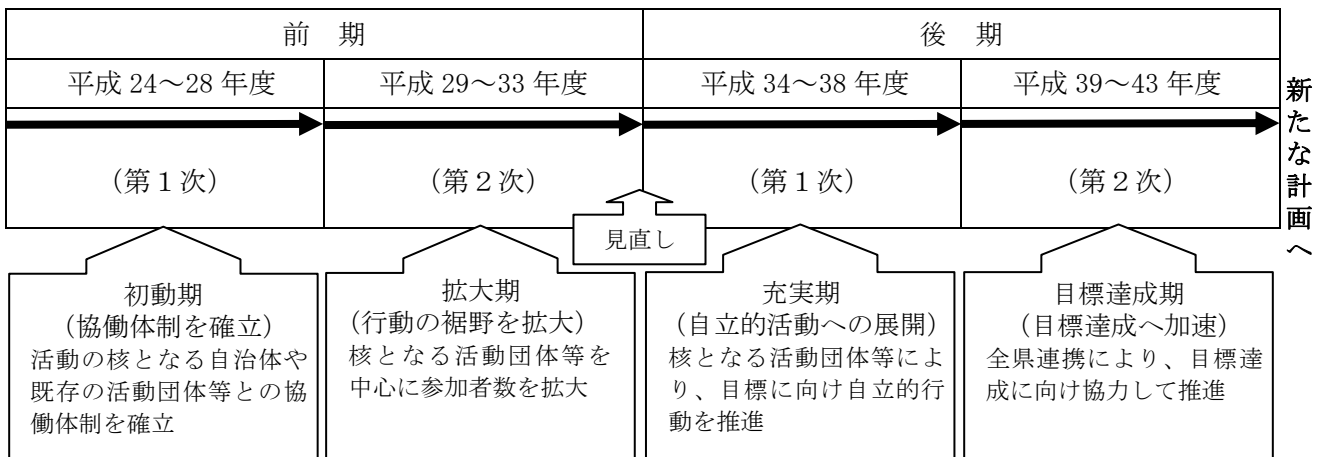 前 期
後 期
平成 24～28 年度
平成 29～33 年度
平成 34～38 年度
平成 39～43 年度
新たな計画へ
（第１次）
（第２次）
（第１次）
（第２次）
見直し
初動期
（協働体制を確立）
活動の核となる自治体や
既存の活動団体等との協
働体制を確立
拡大期
（行動の裾野を拡大）
核となる活動団体等を
中心に参加者数を拡大
充実期
（自立的活動への展開）
核となる活動団体等によ
り、目標に向け自立的行
動を推進
目標達成期
（目標達成へ加速）
全県連携により、目標達
成に向け協力して推進